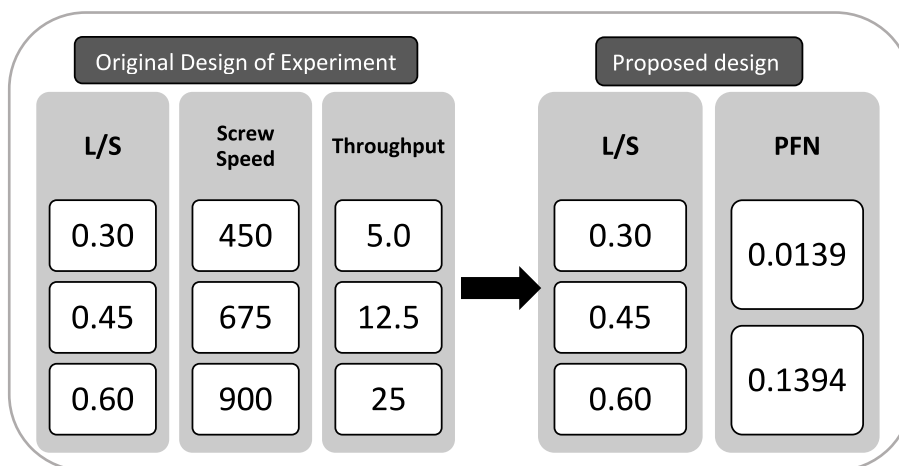 Original Design of Experiment
Proposed design
L/S
Screw
Speed
Throughput
L/S
PFN
0.30
450
5.0
0.30
0.0139
0.45
675
12.5
0.45
0.1394
0.60
900
25
0.60